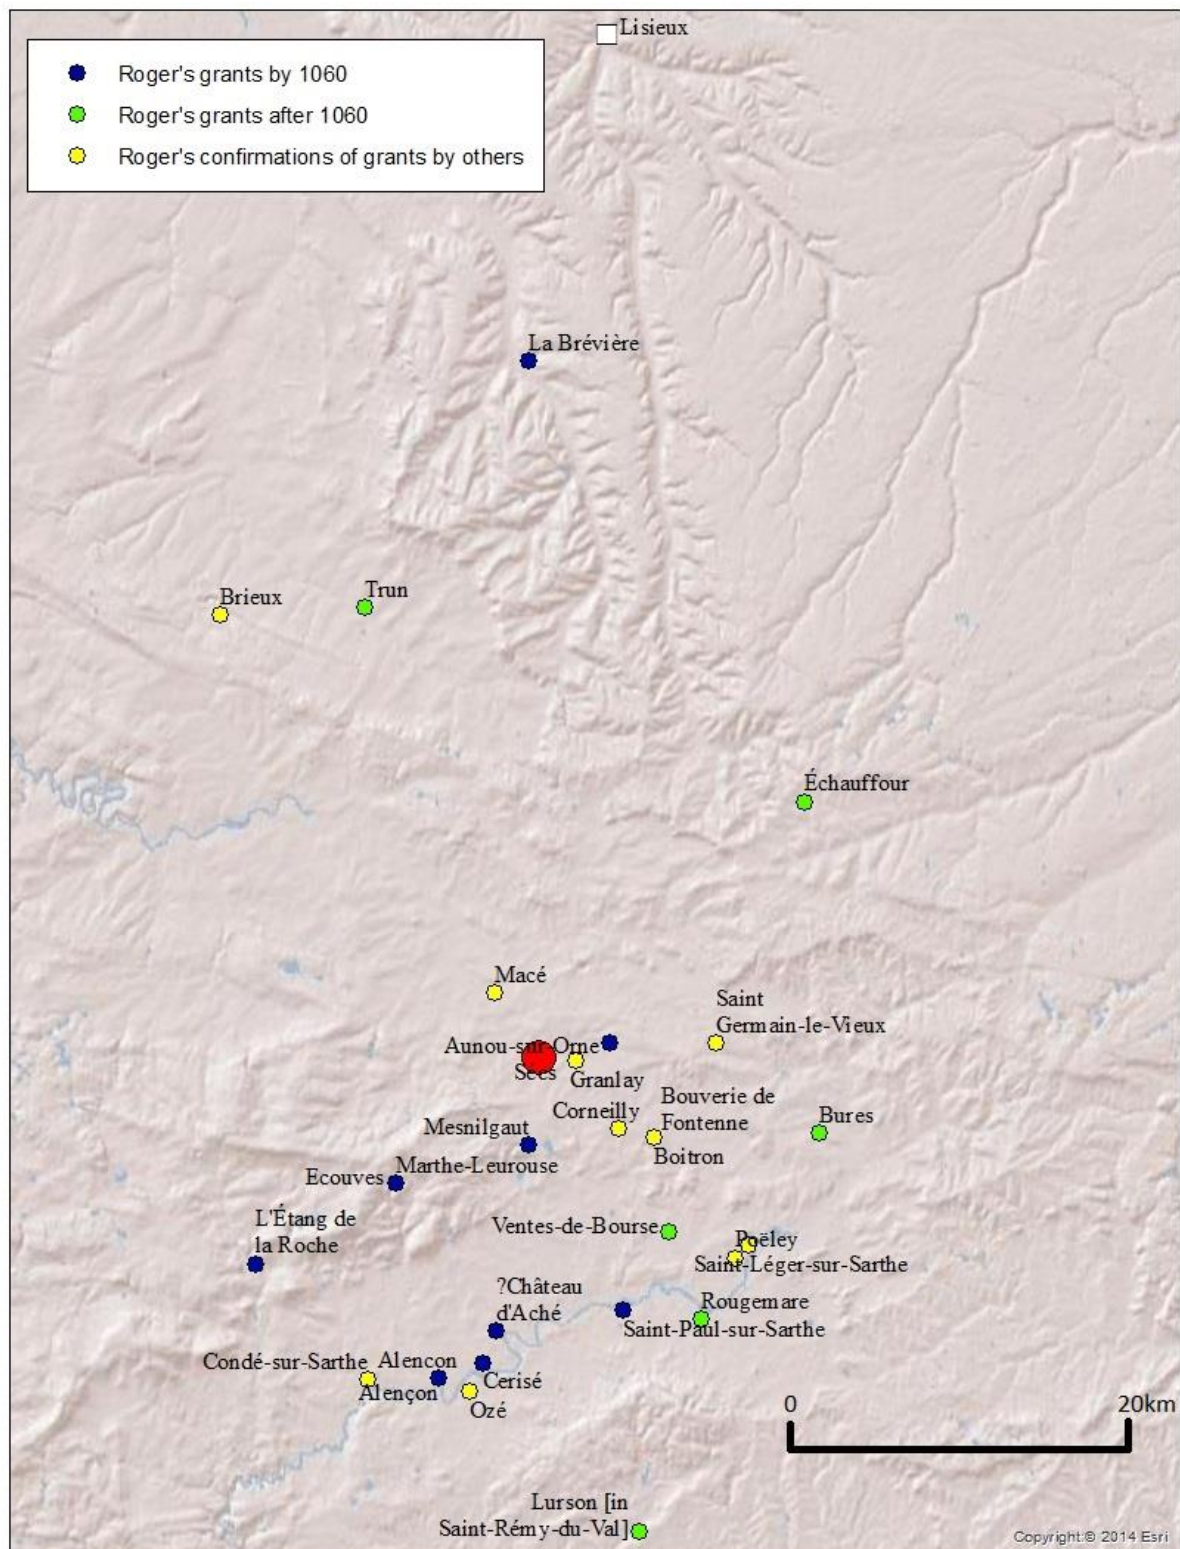 Lisieux
Roger's grants by 1060
Roger's grants after 1060
Roger's confirmations of grants by others
La Brévière
Brieux
Trun
Échauffour
Macé
Saint
Germain-le-Vieux
Aunou-sur-Orne
Sées
Granlay
Corneilly
Bouverie de
Fontenne
Boitron
Bures
Mesnilgaut
Marthe-Leurouse
Ecouves
L'Étang de
la Roche
Ventes-de-Bourse
Poëley
Saint-Léger-sur-Sarthe
?Château
d'Aché
Rougemare
Saint-Paul-sur-Sarthe
Condé-sur-Sarthe
Alencon
Alençon
Cerisé
Ozé
0
20km
Lurson [in
Saint-Rémy-du-Val]
Copyright:© 2014 Esri